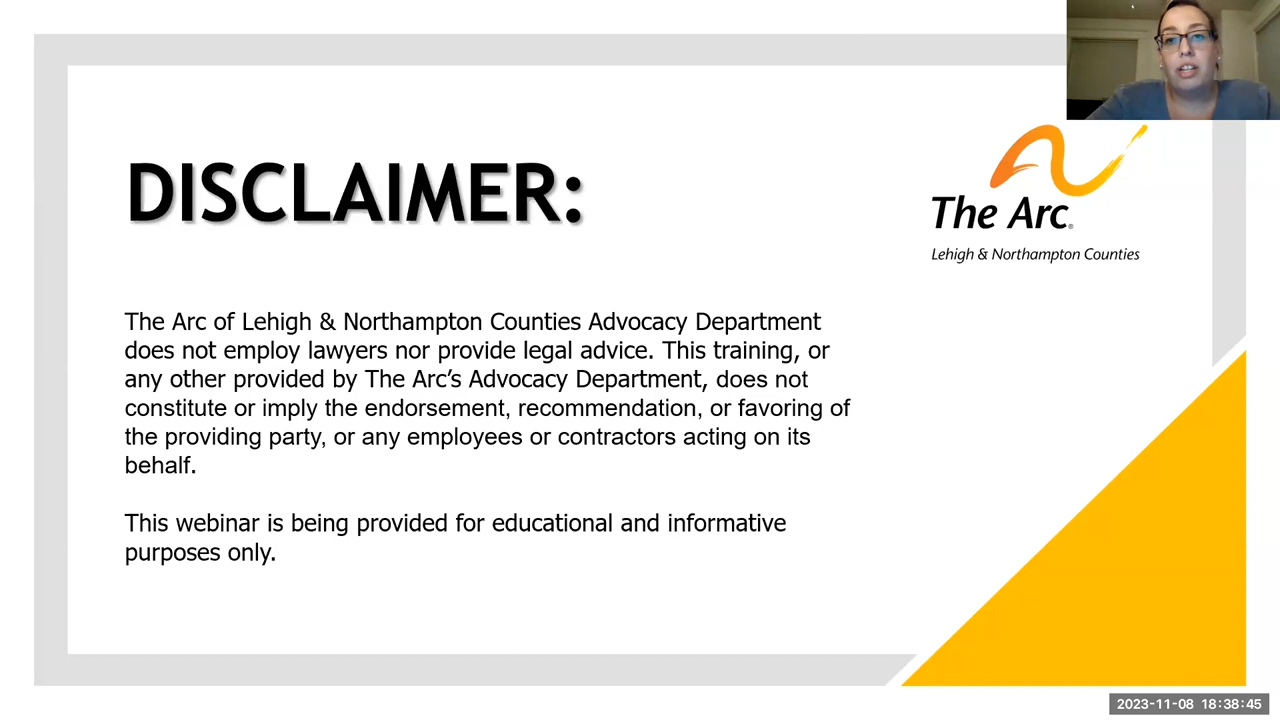 DISCLAIMER:
The Arc®
Lehigh & Northampton Counties
The Arc of Lehigh & Northampton Counties Advocacy Department
does not employ lawyers nor provide legal advice. This training, or
any other provided by The Arc’s Advocacy Department, does not
constitute or imply the endorsement, recommendation, or favoring of
the providing party, or any employees or contractors acting on its
behalf.
This webinar is being provided for educational and informative
purposes only.
2023-11-08 18:38:45